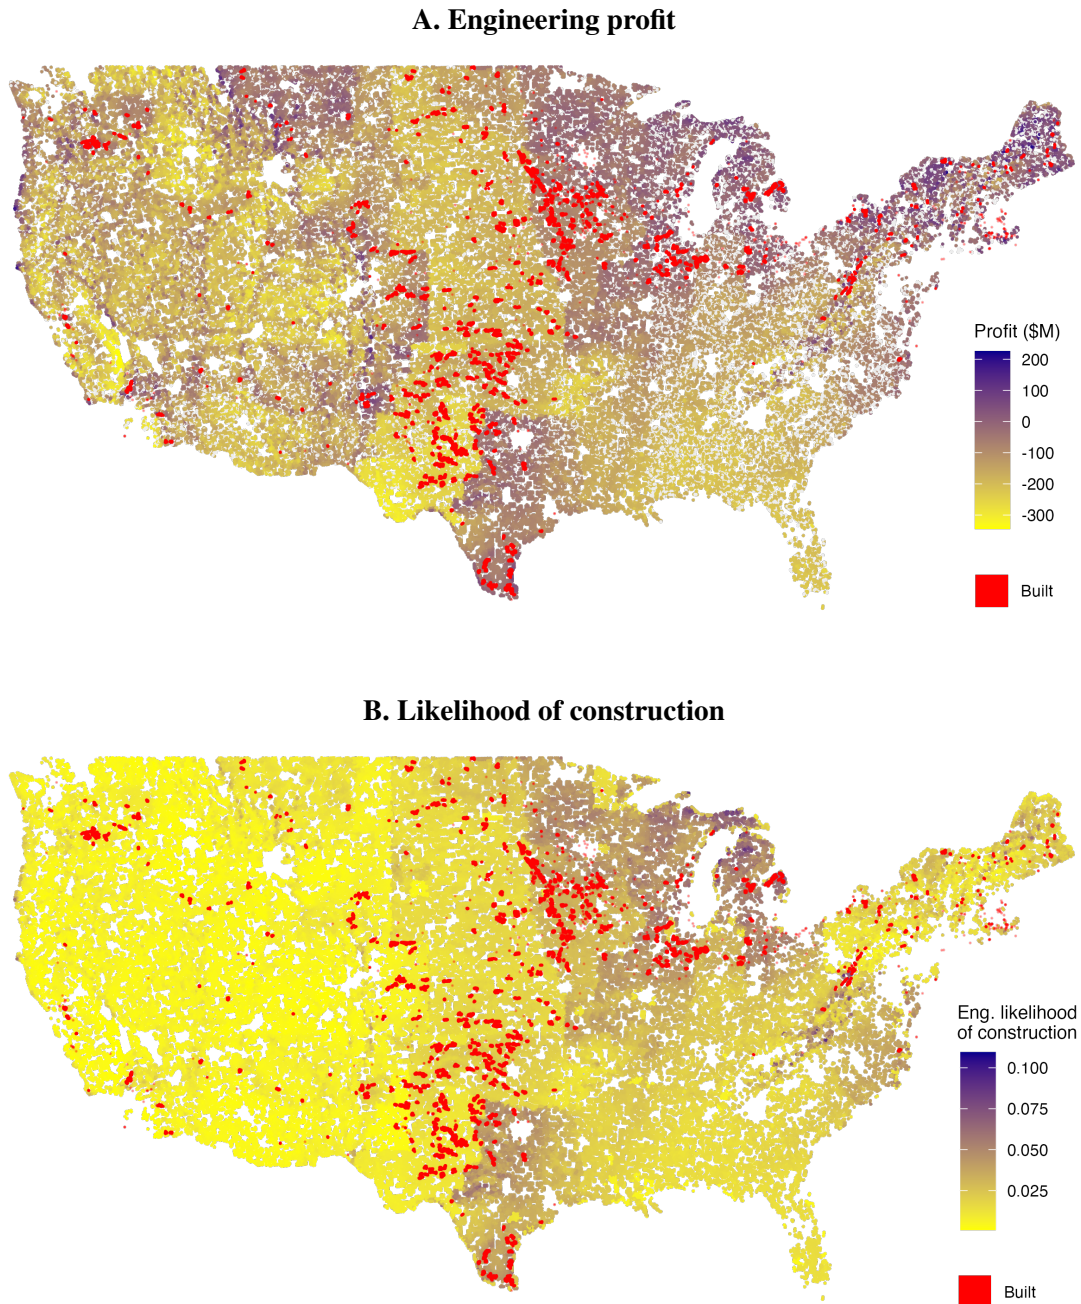 A. Engineering profit
Profit ($M)
200
100
0
-100
-200
-300
Built
B. Likelihood of construction
Eng. likelihood
of construction
0.100
0.075
0.050
0.025
Built